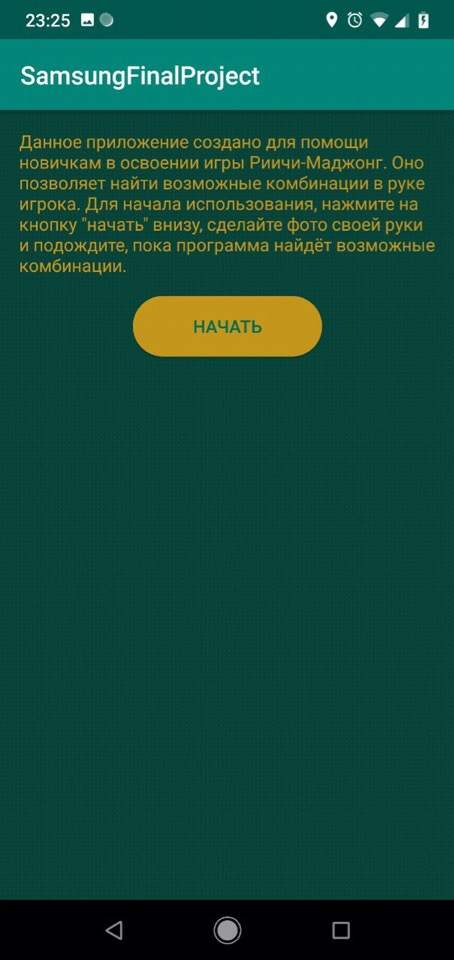 23:25
SamsungFinalProject
Данное приложение создано для помощи
новичкам в освоении игры Риичи-Маджонг. Оно
позволяет найти возможные комбинации в руке
игрока. Для начала использования, нажмите на
кнопку "начать" внизу, сделайте фото своей руки
и подождите, пока программа найдёт возможные
комбинации.
НАЧАТЬ